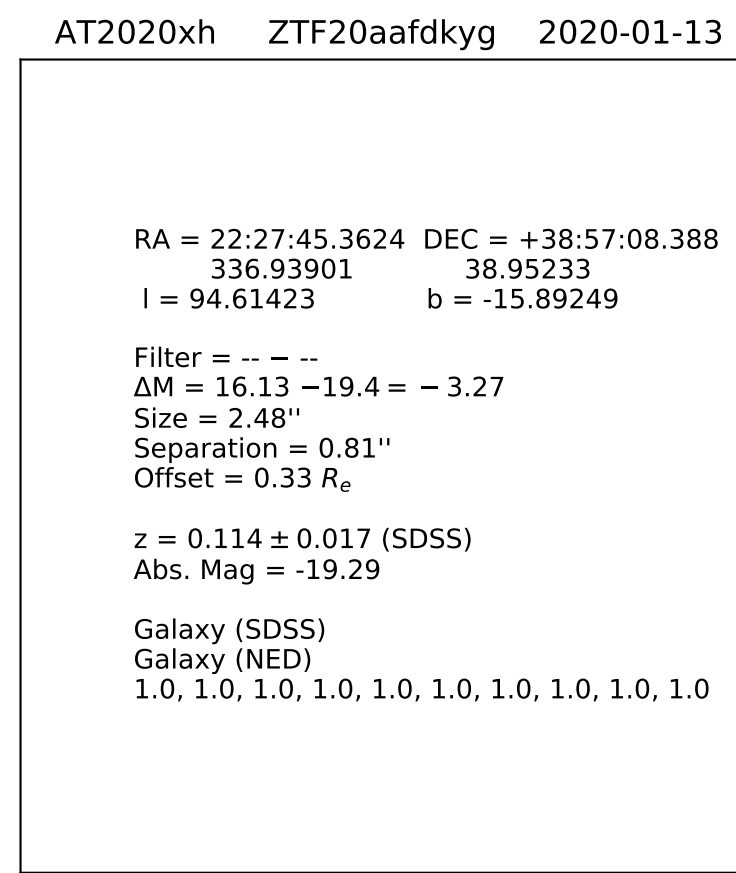 AT2020xh ZTF20aafdkyg 2020-01-13
RA = 22:27:45.3624 DEC = +38:57:08.388
336.93901 38.95233
l = 94.61423 b = -15.89249
Filter = -- − --
ΔM = 16.13 −19.4 = − 3.27
Size = 2.48''
Separation = 0.81''
Offset = 0.33 Rₑ
z = 0.114 ± 0.017 (SDSS)
Abs. Mag = -19.29
Galaxy (SDSS)
Galaxy (NED)
1.0, 1.0, 1.0, 1.0, 1.0, 1.0, 1.0, 1.0, 1.0, 1.0